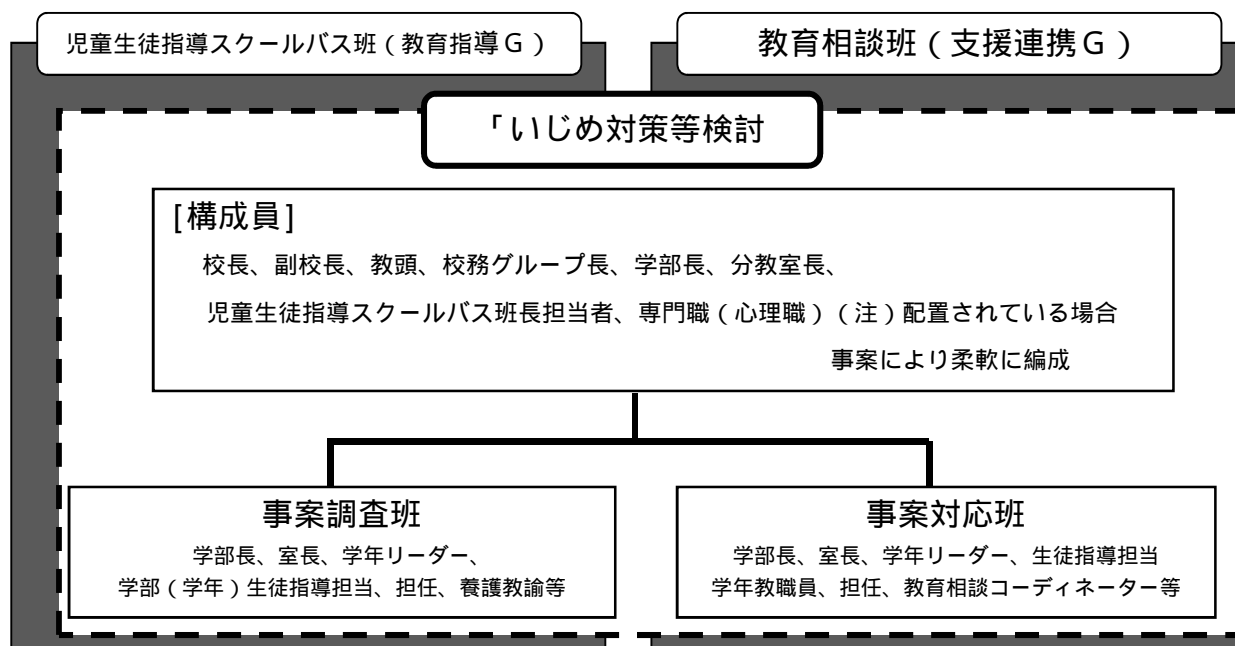 児童生徒指導スクールバス班（教育指導Ｇ）
教育相談班（支援連携Ｇ）
「いじめ対策等検討
[構成員]
校長、副校長、教頭、校務グループ長、学部長、分教室長、
児童生徒指導スクールバス班長担当者、専門職（心理職）（注）配置されている場合
事案により柔軟に編成
事案調査班
学部長、室長、学年リーダー、
学部（学年）生徒指導担当、担任、養護教諭等
事案対応班
学部長、室長、学年リーダー、生徒指導担当
学年教職員、担任、教育相談コーディネーター等